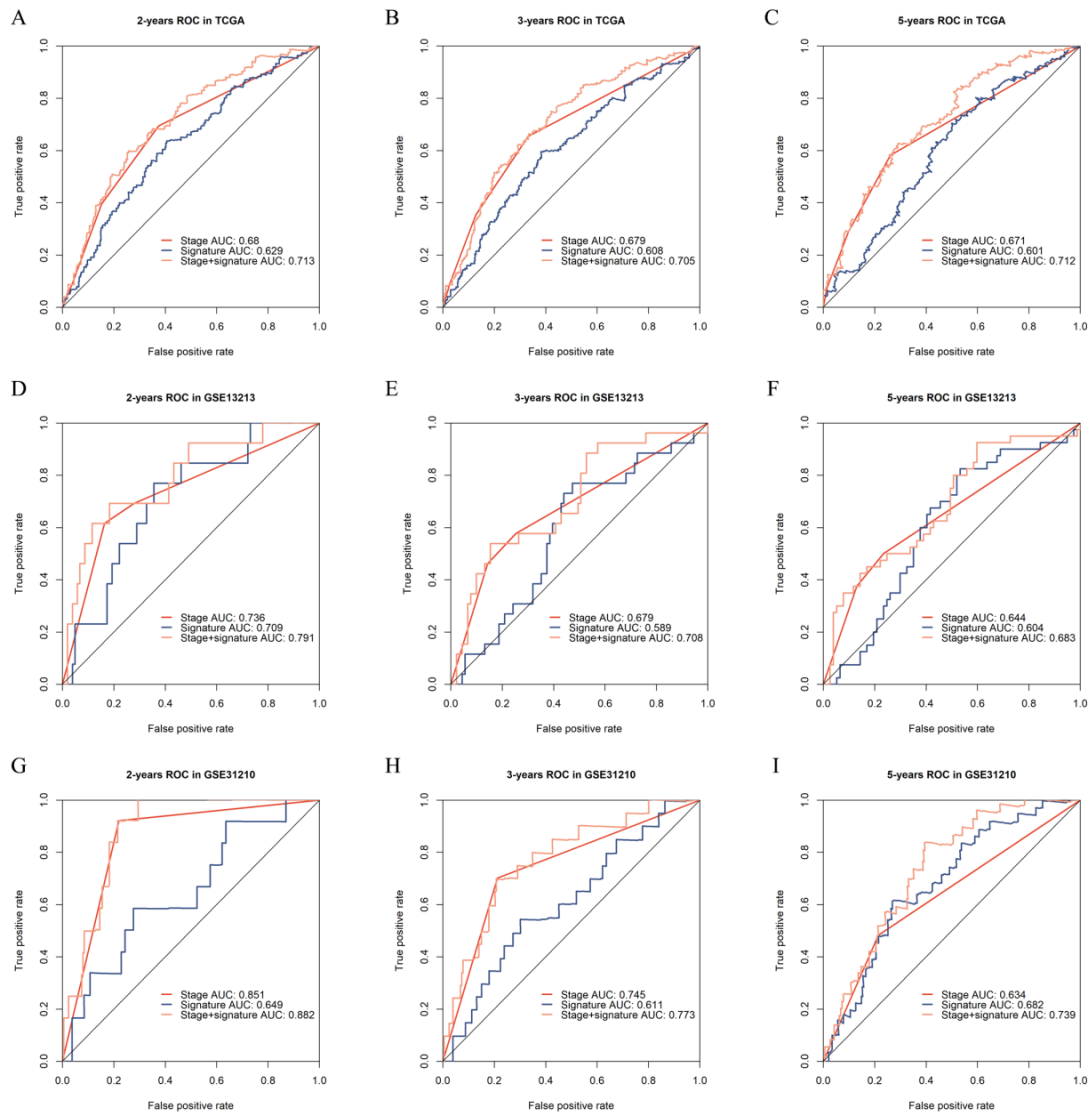 A
2-years ROC in TCGA
True positive rate
0.0 0.2 0.4 0.6 0.8 1.0
Stage AUC: 0.68
Signature AUC: 0.629
Stage+signature AUC: 0.713
0.0 0.2 0.4 0.6 0.8 1.0
False positive rate
B
3-years ROC in TCGA
True positive rate
0.0 0.2 0.4 0.6 0.8 1.0
Stage AUC: 0.679
Signature AUC: 0.608
Stage+signature AUC: 0.705
0.0 0.2 0.4 0.6 0.8 1.0
False positive rate
C
5-years ROC in TCGA
True positive rate
0.0 0.2 0.4 0.6 0.8 1.0
Stage AUC: 0.671
Signature AUC: 0.601
Stage+signature AUC: 0.712
0.0 0.2 0.4 0.6 0.8 1.0
False positive rate
D
2-years ROC in GSE13213
True positive rate
0.0 0.2 0.4 0.6 0.8 1.0
Stage AUC: 0.736
Signature AUC: 0.709
Stage+signature AUC: 0.791
0.0 0.2 0.4 0.6 0.8 1.0
False positive rate
E
3-years ROC in GSE13213
True positive rate
0.0 0.2 0.4 0.6 0.8 1.0
Stage AUC: 0.679
Signature AUC: 0.589
Stage+signature AUC: 0.708
0.0 0.2 0.4 0.6 0.8 1.0
False positive rate
F
5-years ROC in GSE13213
True positive rate
0.0 0.2 0.4 0.6 0.8 1.0
Stage AUC: 0.644
Signature AUC: 0.604
Stage+signature AUC: 0.683
0.0 0.2 0.4 0.6 0.8 1.0
False positive rate
G
2-years ROC in GSE31210
True positive rate
0.0 0.2 0.4 0.6 0.8 1.0
Stage AUC: 0.851
Signature AUC: 0.649
Stage+signature AUC: 0.882
0.0 0.2 0.4 0.6 0.8 1.0
False positive rate
H
3-years ROC in GSE31210
True positive rate
0.0 0.2 0.4 0.6 0.8 1.0
Stage AUC: 0.745
Signature AUC: 0.611
Stage+signature AUC: 0.773
0.0 0.2 0.4 0.6 0.8 1.0
False positive rate
I
5-years ROC in GSE31210
True positive rate
0.0 0.2 0.4 0.6 0.8 1.0
Stage AUC: 0.634
Signature AUC: 0.682
Stage+signature AUC: 0.739
0.0 0.2 0.4 0.6 0.8 1.0
False positive rate